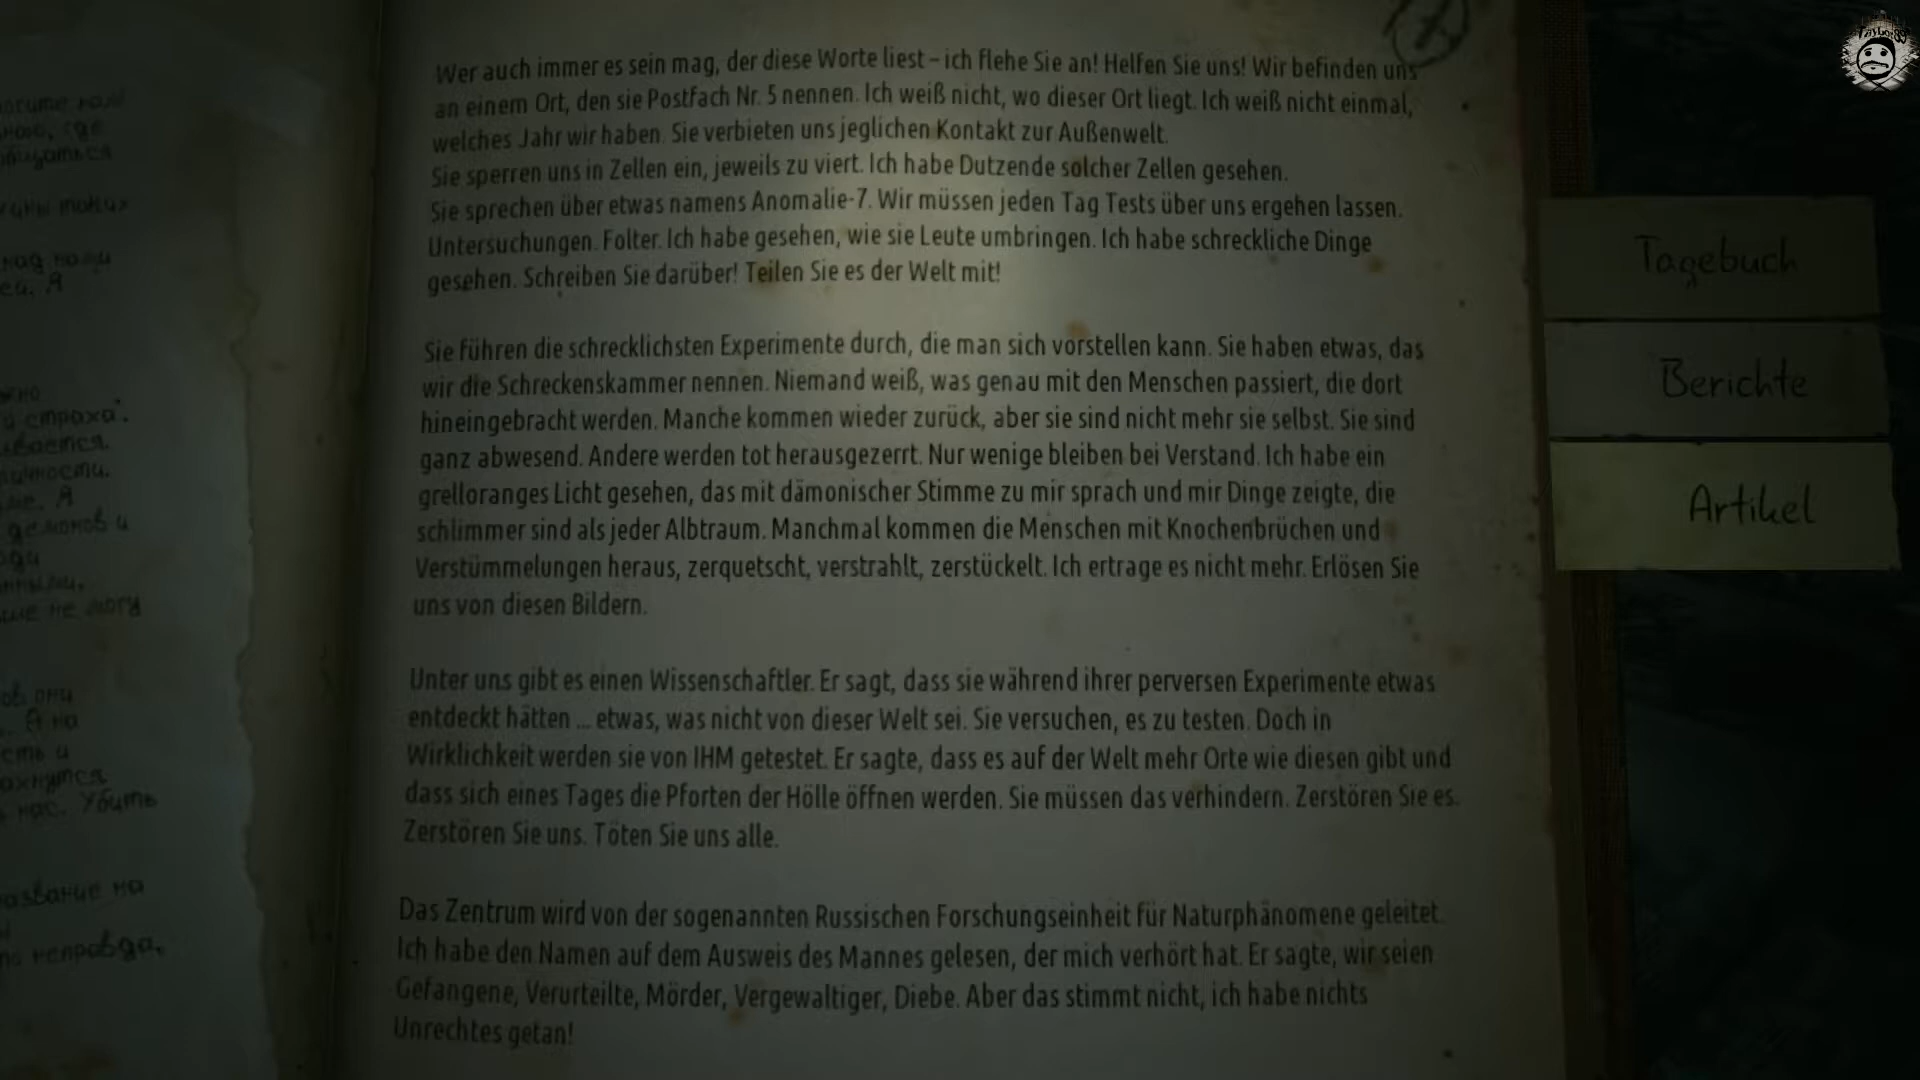 Wer auch immer es sein mag, der diese Worte liest – ich flehe Sie an! Helfen Sie uns! Wir befinden uns
an einem Ort, den sie Postfach Nr. 5 nennen. Ich weiß nicht, wo dieser Ort liegt. Ich weiß nicht einmal,
welches Jahr wir haben. Sie verbieten uns jeglichen Kontakt zur Außenwelt.
Sie sperren uns in Zellen ein, jeweils zu viert. Ich habe Dutzende solcher Zellen gesehen.
Sie sprechen über etwas namens Anomalie-7. Wir müssen jeden Tag Tests über uns ergehen lassen.
Untersuchungen. Folter. Ich habe gesehen, wie sie Leute umbringen. Ich habe schreckliche Dinge
gesehen. Schreiben Sie darüber! Teilen Sie es der Welt mit!
Sie führen die schrecklichsten Experimente durch, die man sich vorstellen kann. Sie haben etwas, das
wir die Schreckenskammer nennen. Niemand weiß, was genau mit den Menschen passiert, die dort
hineingebracht werden. Manche kommen wieder zurück, aber sie sind nicht mehr sie selbst. Sie sind
ganz abwesend. Andere werden tot herausgezerrt. Nur wenige bleiben bei Verstand. Ich habe ein
grelloranges Licht gesehen, das mit dämonischer Stimme zu mir sprach und mir Dinge zeigte, die
schlimmer sind als jeder Albtraum. Manchmal kommen die Menschen mit Knochenbrüchen und
Verstümmelungen heraus, zerquetscht, verstrahlt, zerstückelt. Ich ertrage es nicht mehr. Erlösen Sie
uns von diesen Bildern.
Unter uns gibt es einen Wissenschaftler. Er sagt, dass sie während ihrer perversen Experimente etwas
entdeckt hätten ... etwas, was nicht von dieser Welt sei. Sie versuchen, es zu testen. Doch in
Wirklichkeit werden sie von IHM getestet. Er sagte, dass es auf der Welt mehr Orte wie diesen gibt und
dass sich eines Tages die Pforten der Hölle öffnen werden. Sie müssen das verhindern. Zerstören Sie es.
Zerstören Sie uns. Töten Sie uns alle.
Das Zentrum wird von der sogenannten Russischen Forschungseinheit für Naturphänomene geleitet.
Ich habe den Namen auf dem Ausweis des Mannes gelesen, der mich verhört hat. Er sagte, wir seien
Gefangene, Verurteilte, Mörder, Vergewaltiger, Diebe. Aber das stimmt nicht, ich habe nichts
Unrechtes getan!
Tagebuch
Berichte
Artikel
страха".
демонов и
не могу
они
нас. Убить
название на
неправда,